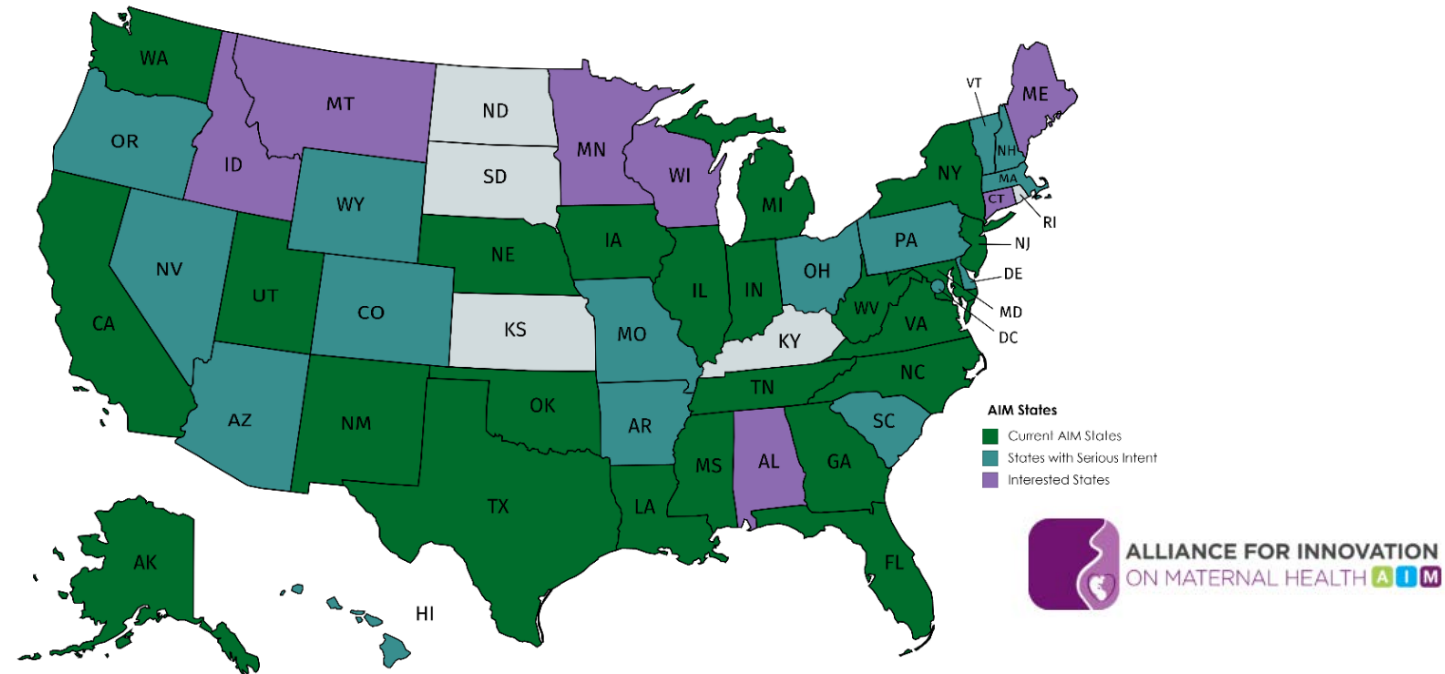 WA
MT
ND
MN
VT
ME
OR
ID
SD
WI
NH
NY
MA
WY
MI
CT
RI
NE
IA
PA
NJ
NV
OH
DE
UT
IL
IN
CO
WV
MD
CA
KS
MO
VA
DC
KY
NC
TN
AZ
NM
OK
AR
SC
MS
AL
GA
TX
LA
AK
FL
HI
AIM States
Current AIM States
States with Serious Intent
Interested States
ALLIANCE FOR INNOVATION
ON MATERNAL HEALTH AIM